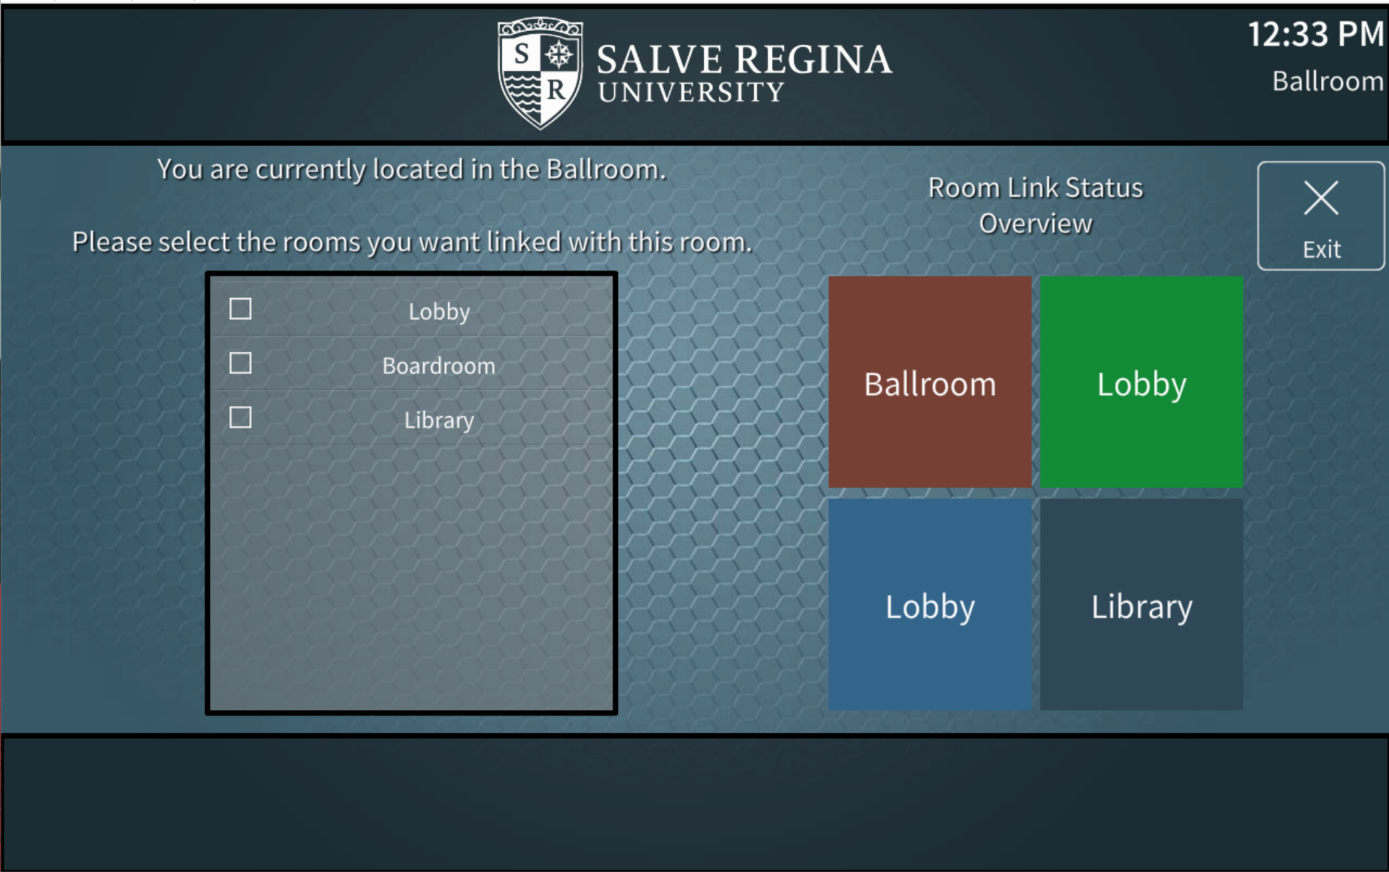 S
R
SALVE REGINA
UNIVERSITY
12:33 PM
Ballroom
You are currently located in the Ballroom.
Please select the rooms you want linked with this room.
Lobby
Boardroom
Library
Room Link Status
Overview
Exit
Ballroom
Lobby
Lobby
Library